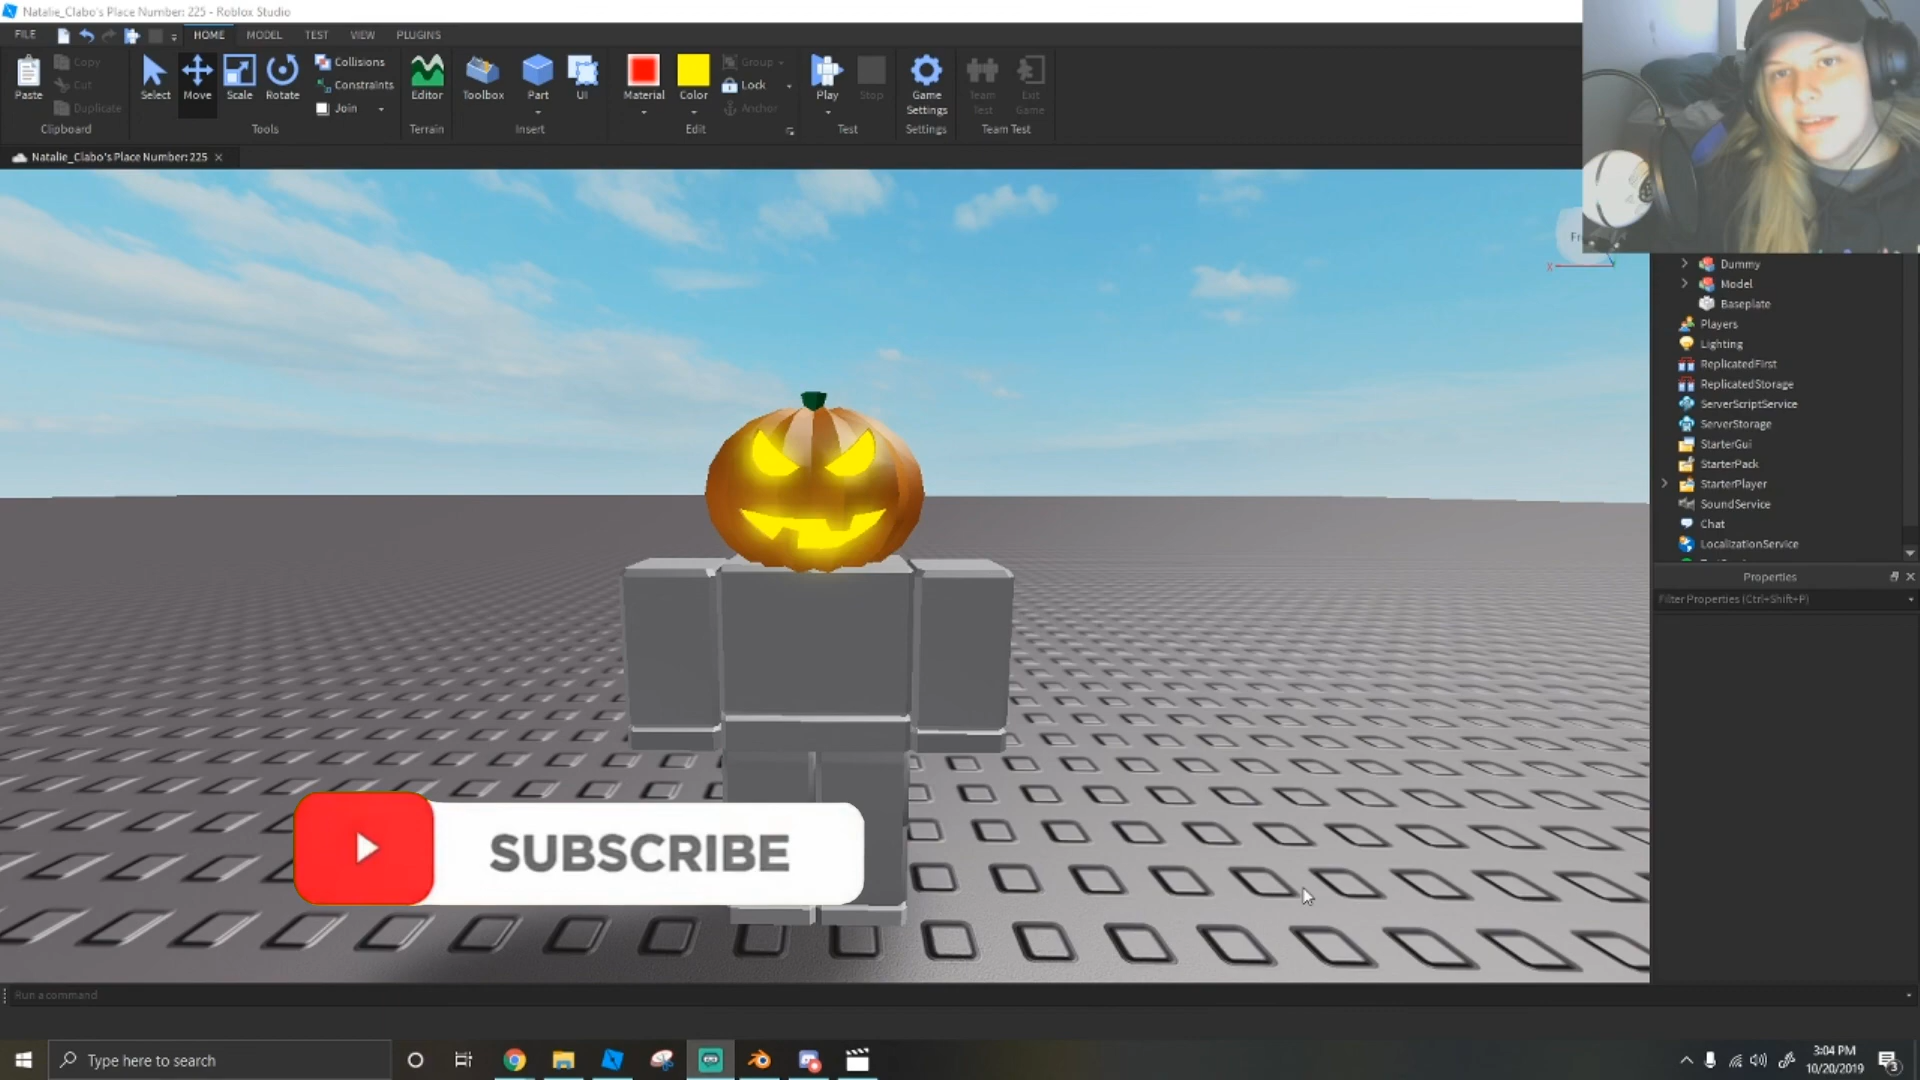 Natalie_Clabo's Place Number: 225 - Roblox Studio
FILE
HOME
MODEL
TEST
VIEW
PLUGINS
Paste
Copy
Cut
Duplicate
Clipboard
Select
Move
Scale
Rotate
Collisions
Constraints
Join
Tools
Editor
Terrain
Toolbox
Part
UI
Insert
Material
Color
Group
Lock
Anchor
Edit
Play
Stop
Test
Game
Settings
Settings
Team
Test
Exit
Game
Team Test
Natalie_Clabo's Place Number: 225
X
Dummy
Model
Baseplate
Players
Lighting
ReplicatedFirst
ReplicatedStorage
ServerScriptService
ServerStorage
StarterGui
StarterPack
StarterPlayer
SoundService
Chat
LocalizationService
Properties
Filter Properties (Ctrl+Shift+P)
SUBSCRIBE
Run a command
Type here to search
3:04 PM
10/20/2019
3